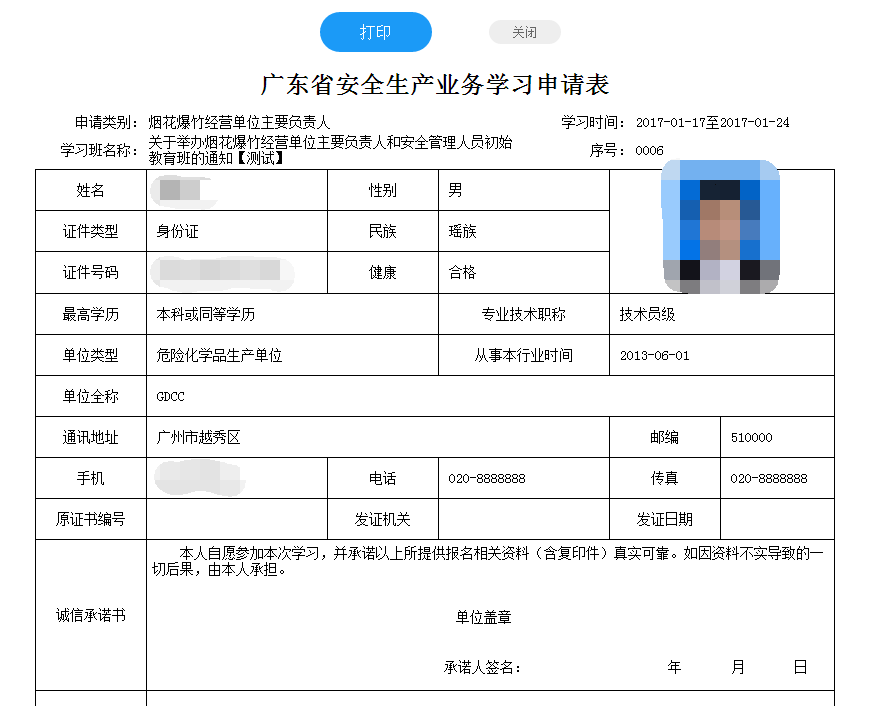 打印 关闭
广东省安全生产业务学习申请表
申请类别： 烟花爆竹经营单位主要负责人 学习时间： 2017-01-17至2017-01-24
学习班名称： 关于举办烟花爆竹经营单位主要负责人和安全管理人员初始
教育班的通知【测试】 序号： 0006
姓名 性别 男
证件类型 身份证 民族 瑶族
证件号码 健康 合格
最高学历 本科或同等学历 专业技术职称 技术员级
单位类型 危险化学品生产单位 从事本行业时间 2013-06-01
单位全称 GDCC
通讯地址 广州市越秀区 邮编 510000
手机 电话 020-8888888 传真 020-8888888
原证书编号 发证机关 发证日期
本人自愿参加本次学习，并承诺以上所提供报名相关资料（含复印件）真实可靠。如因资料不实导致的一
切后果，由本人承担。
诚信承诺书 单位盖章
承诺人签名： 年 月 日